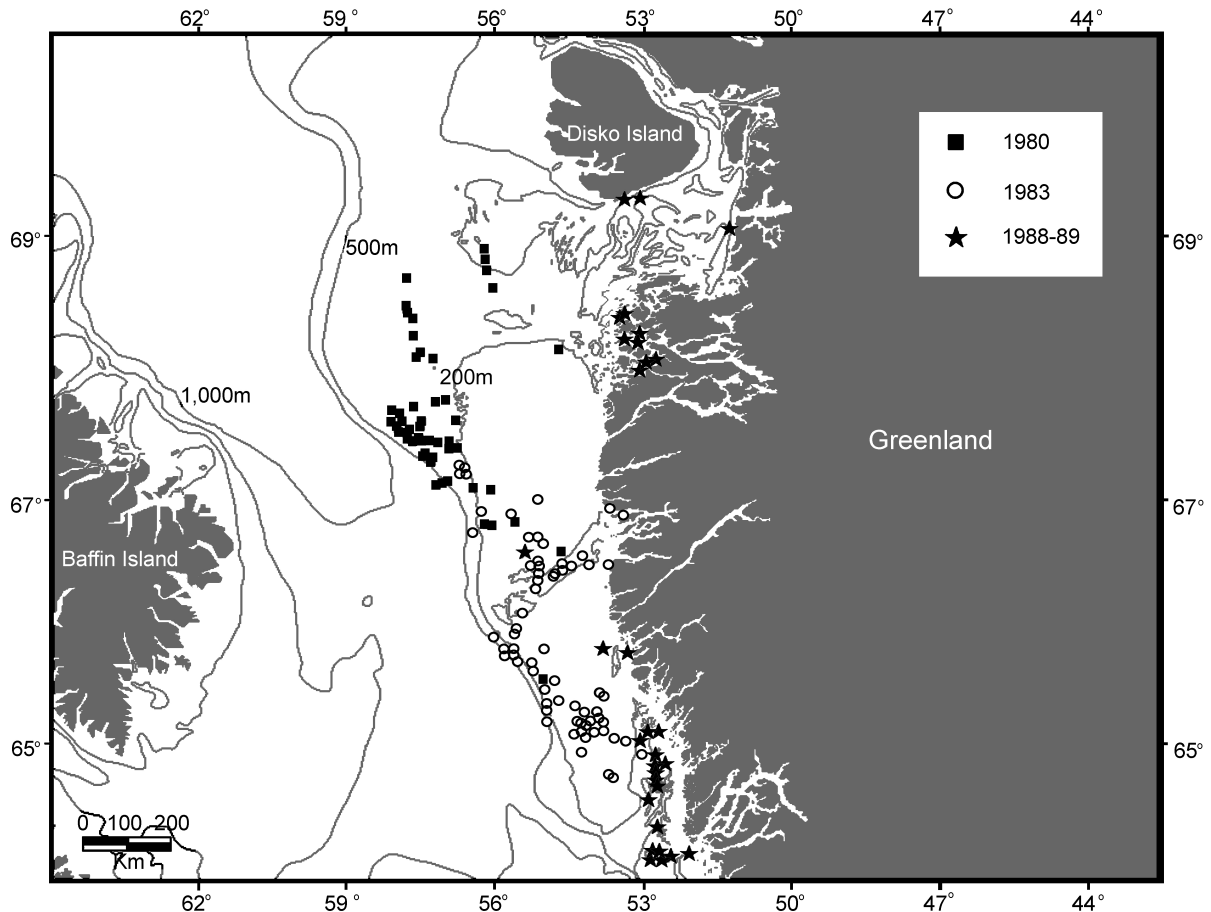 62° 59° 56° 53° 50° 47° 44°
Disko Island
1980
1983
1988-89
69° 69°
500m
200m
1,000m
Greenland
67° 67°
Baffin Island
65° 65°
0 100 200
Km
62° 59° 56° 53° 50° 47° 44°